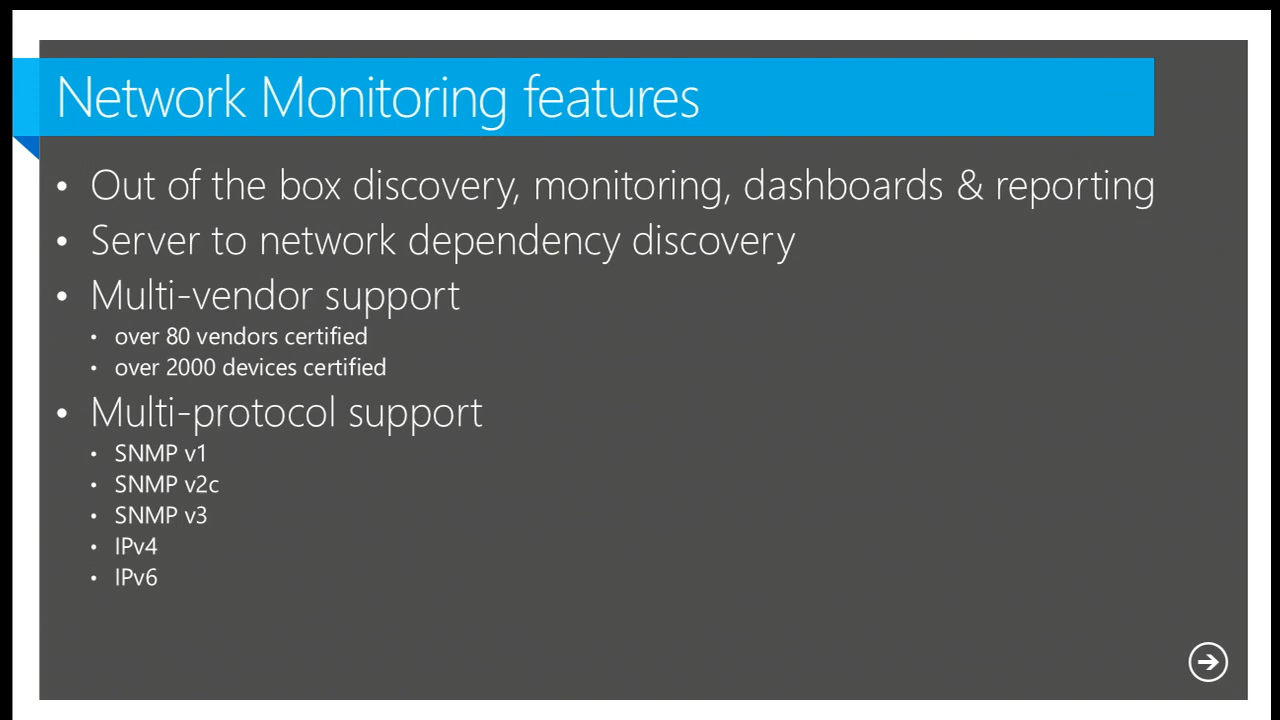 Network Monitoring features
• Out of the box discovery, monitoring, dashboards & reporting
• Server to network dependency discovery
• Multi-vendor support
• over 80 vendors certified
• over 2000 devices certified
• Multi-protocol support
• SNMP v1
• SNMP v2c
• SNMP v3
• IPv4
• IPv6